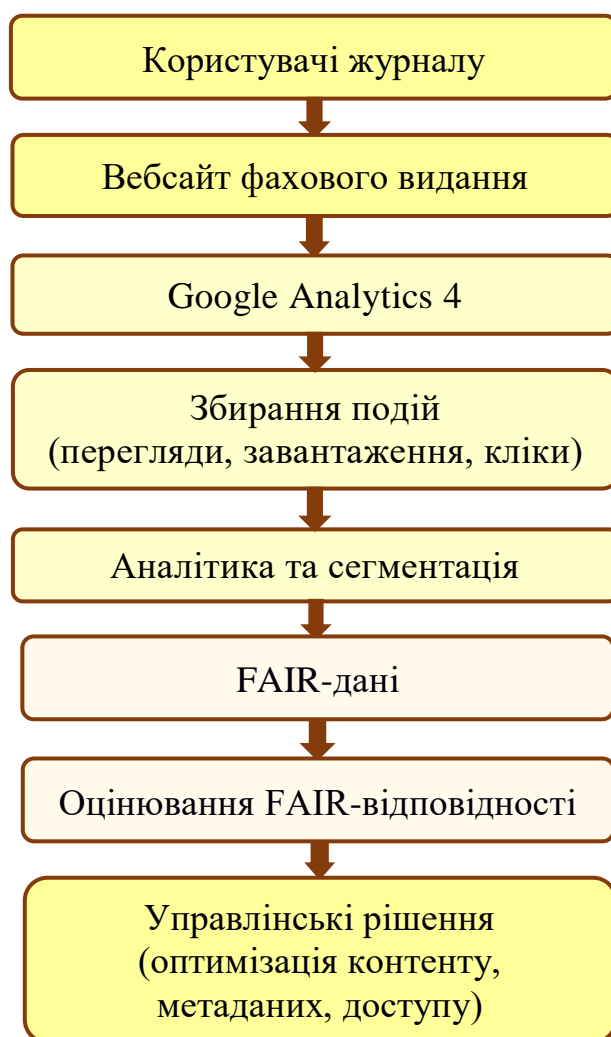 Користувачі журналу
Вебсайт фахового видання
Google Analytics 4
Збирання подій
(перегляди, завантаження, кліки)
Аналітика та сегментація
FAIR-дані
Оцінювання FAIR-відповідності
Управлінські рішення
(оптимізація контенту,
метаданих, доступу)